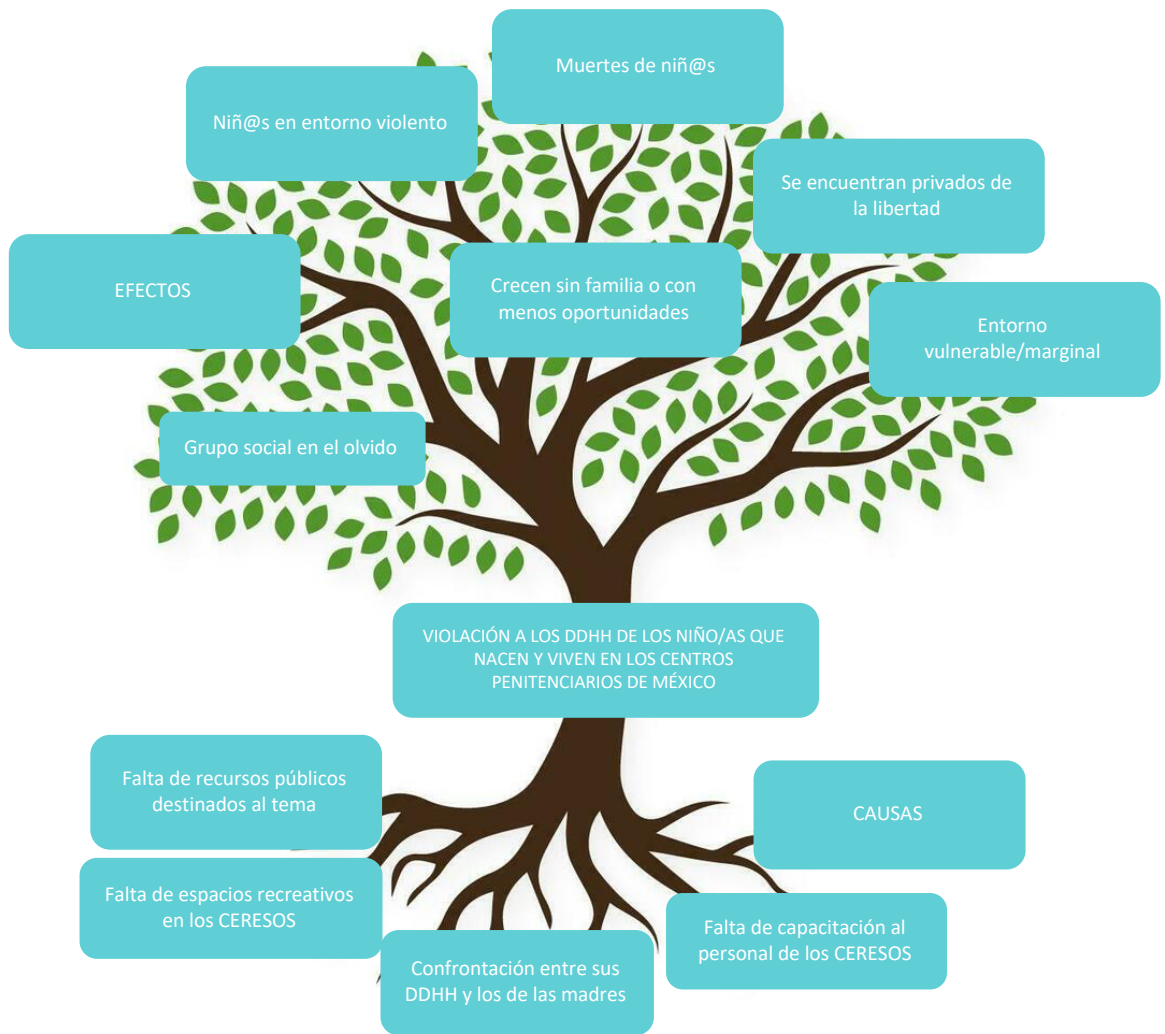 Muertes de niñ@s
Niñ@s en entorno violento
Se encuentran privados de
la libertad
EFECTOS
Crecen sin familia o con
menos oportunidades
Entorno
vulnerable/marginal
Grupo social en el olvido
VIOLACIÓN A LOS DDHH DE LOS NIÑO/AS QUE
NACEN Y VIVEN EN LOS CENTROS
PENITENCIARIOS DE MÉXICO
Falta de recursos públicos
destinados al tema
CAUSAS
Falta de espacios recreativos
en los CERESOS
Falta de capacitación al
personal de los CERESOS
Confrontación entre sus
DDHH y los de las madres